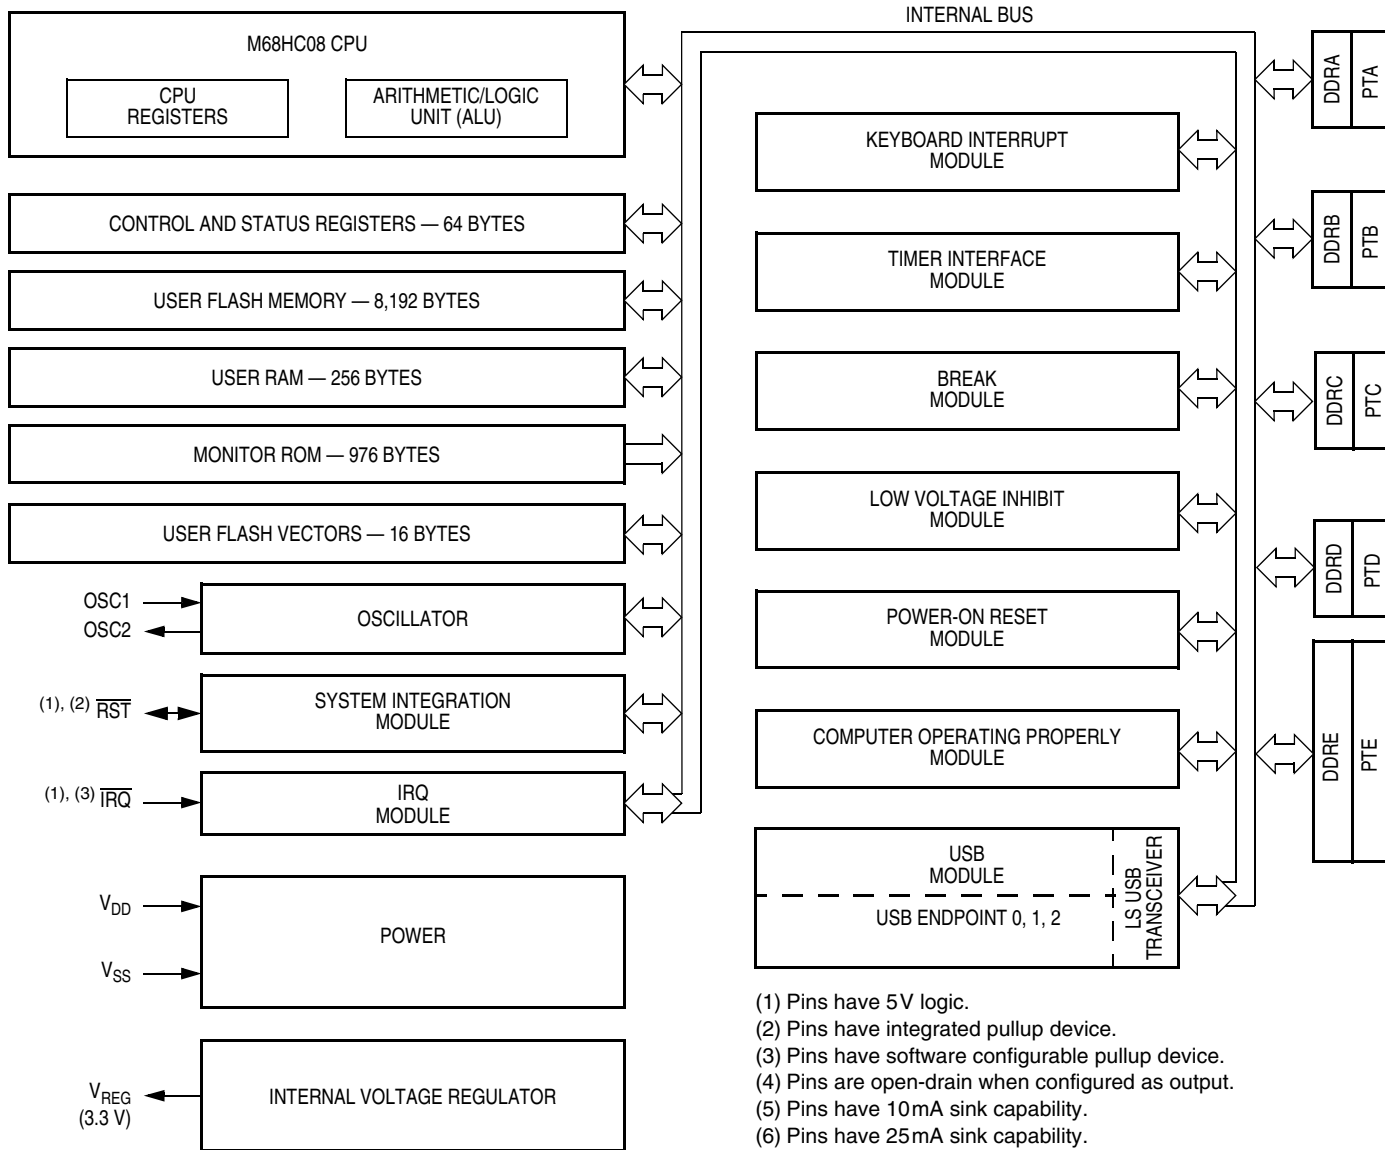 INTERNAL BUS
M68HC08 CPU
CPU
REGISTERS
ARITHMETIC/LOGIC
UNIT (ALU)
CONTROL AND STATUS REGISTERS — 64 BYTES
USER FLASH MEMORY — 8,192 BYTES
USER RAM — 256 BYTES
MONITOR ROM — 976 BYTES
USER FLASH VECTORS — 16 BYTES
OSC1
OSC2
OSCILLATOR
(1), (2) RST
SYSTEM INTEGRATION
MODULE
(1), (3) IRQ
IRQ
MODULE
VDD
VSS
POWER
VREG
(3.3 V)
INTERNAL VOLTAGE REGULATOR
KEYBOARD INTERRUPT
MODULE
TIMER INTERFACE
MODULE
BREAK
MODULE
LOW VOLTAGE INHIBIT
MODULE
POWER-ON RESET
MODULE
COMPUTER OPERATING PROPERLY
MODULE
USB
MODULE
USB ENDPOINT 0, 1, 2
LS USB
TRANSCEIVER
DDRA
PTA
DDRB
PTB
DDRC
PTC
DDRD
PTD
DDRE
PTE
(1) Pins have 5V logic.
(2) Pins have integrated pullup device.
(3) Pins have software configurable pullup device.
(4) Pins are open-drain when configured as output.
(5) Pins have 10mA sink capability.
(6) Pins have 25mA sink capability.